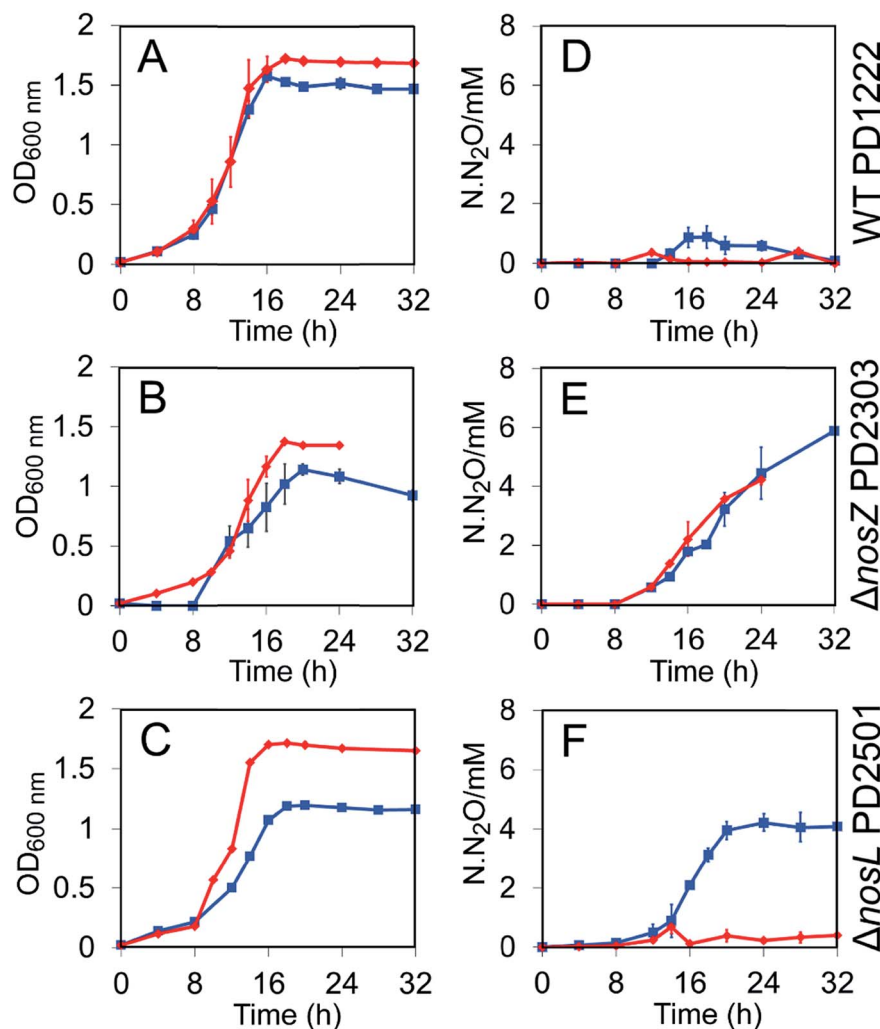 A
OD600 nm
2
1.5
1
0.5
0
0 8 16 24 32
Time (h)
D
N.N2O/mM
8
6
4
2
0
0 8 16 24 32
Time (h)
WT PD1222
B
OD600 nm
2
1.5
1
0.5
0
0 8 16 24 32
Time (h)
E
N.N2O/mM
8
6
4
2
0
0 8 16 24 32
Time (h)
ΔnosZ PD2303
C
OD600 nm
2
1.5
1
0.5
0
0 8 16 24 32
Time (h)
F
N.N2O/mM
8
6
4
2
0
0 8 16 24 32
Time (h)
ΔnosL PD2501